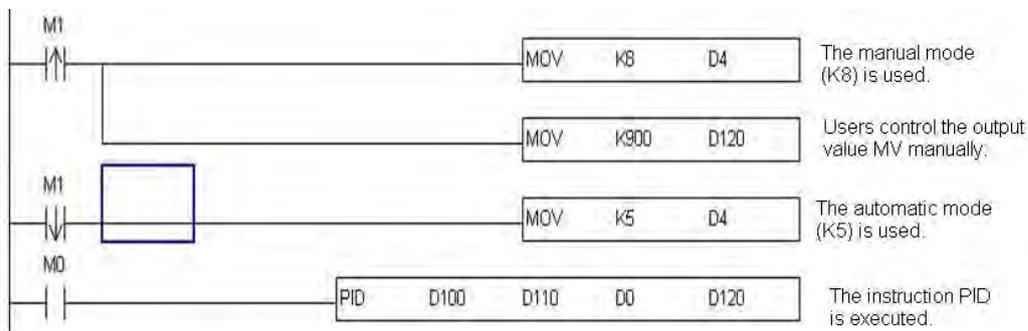 M1
MOV K8 D4
The manual mode
(K8) is used.
MOV K900 D120
Users control the output
value MV manually.
M1
MOV K5 D4
The automatic mode
(K5) is used.
M0
PID D100 D110 D0 D120
The instruction PID
is executed.